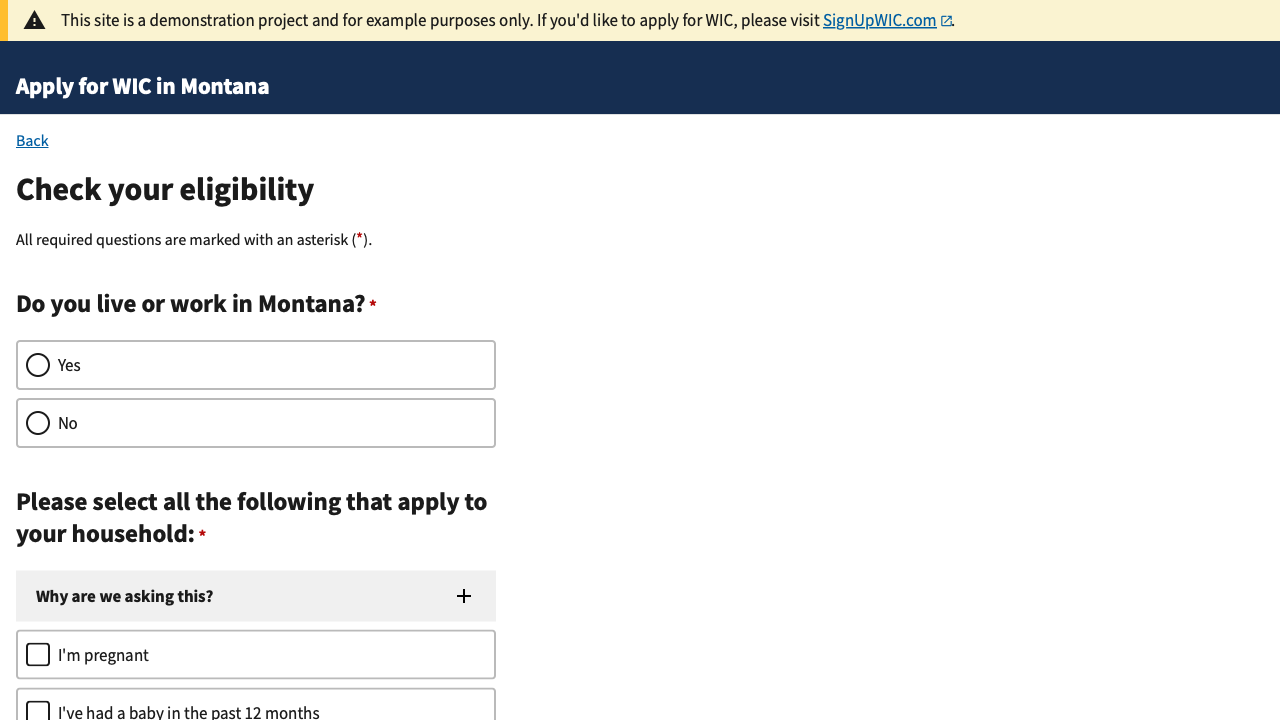 This site is a demonstration project and for example purposes only. If you'd like to apply for WIC, please visit SignUpWIC.com.
Apply for WIC in Montana
Back
Check your eligibility
All required questions are marked with an asterisk (*).
Do you live or work in Montana? *
Yes
No
Please select all the following that apply to
your household: *
Why are we asking this?
I'm pregnant
I've had a baby in the past 12 months